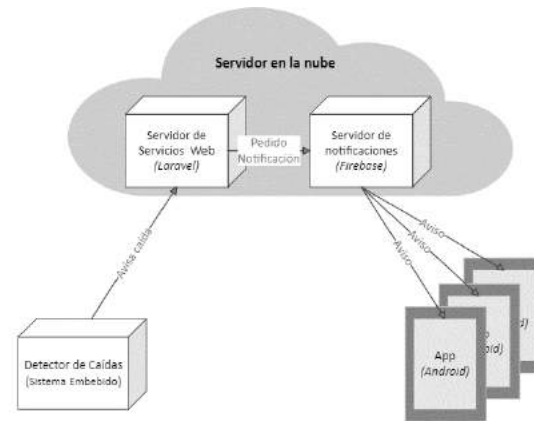 Servidor en la nube
Servidor de
Servicios Web
(Laravel)
Pedido
Notificación
Servidor de
notificaciones
(Firebase)
Avisa caída
Aviso
Aviso
Aviso
Detector de Caídas
(Sistema Embebido)
App
(Android)